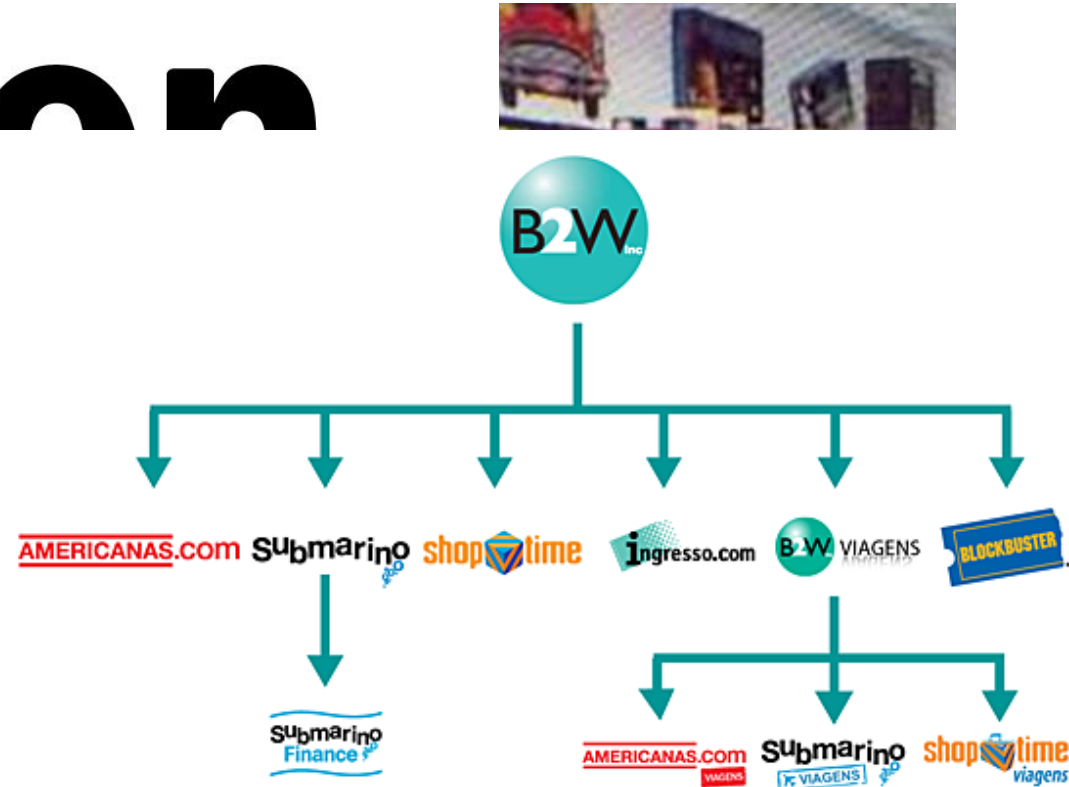 on
B2W
Inc
AMERICANAS.com
Submarino
shoptime
ingresso.com
B2W VIAGENS
BLOCKBUSTER
Submarino
Finance
AMERICANAS.com
VIAGENS
Submarino
VIAGENS
shoptime
viagens